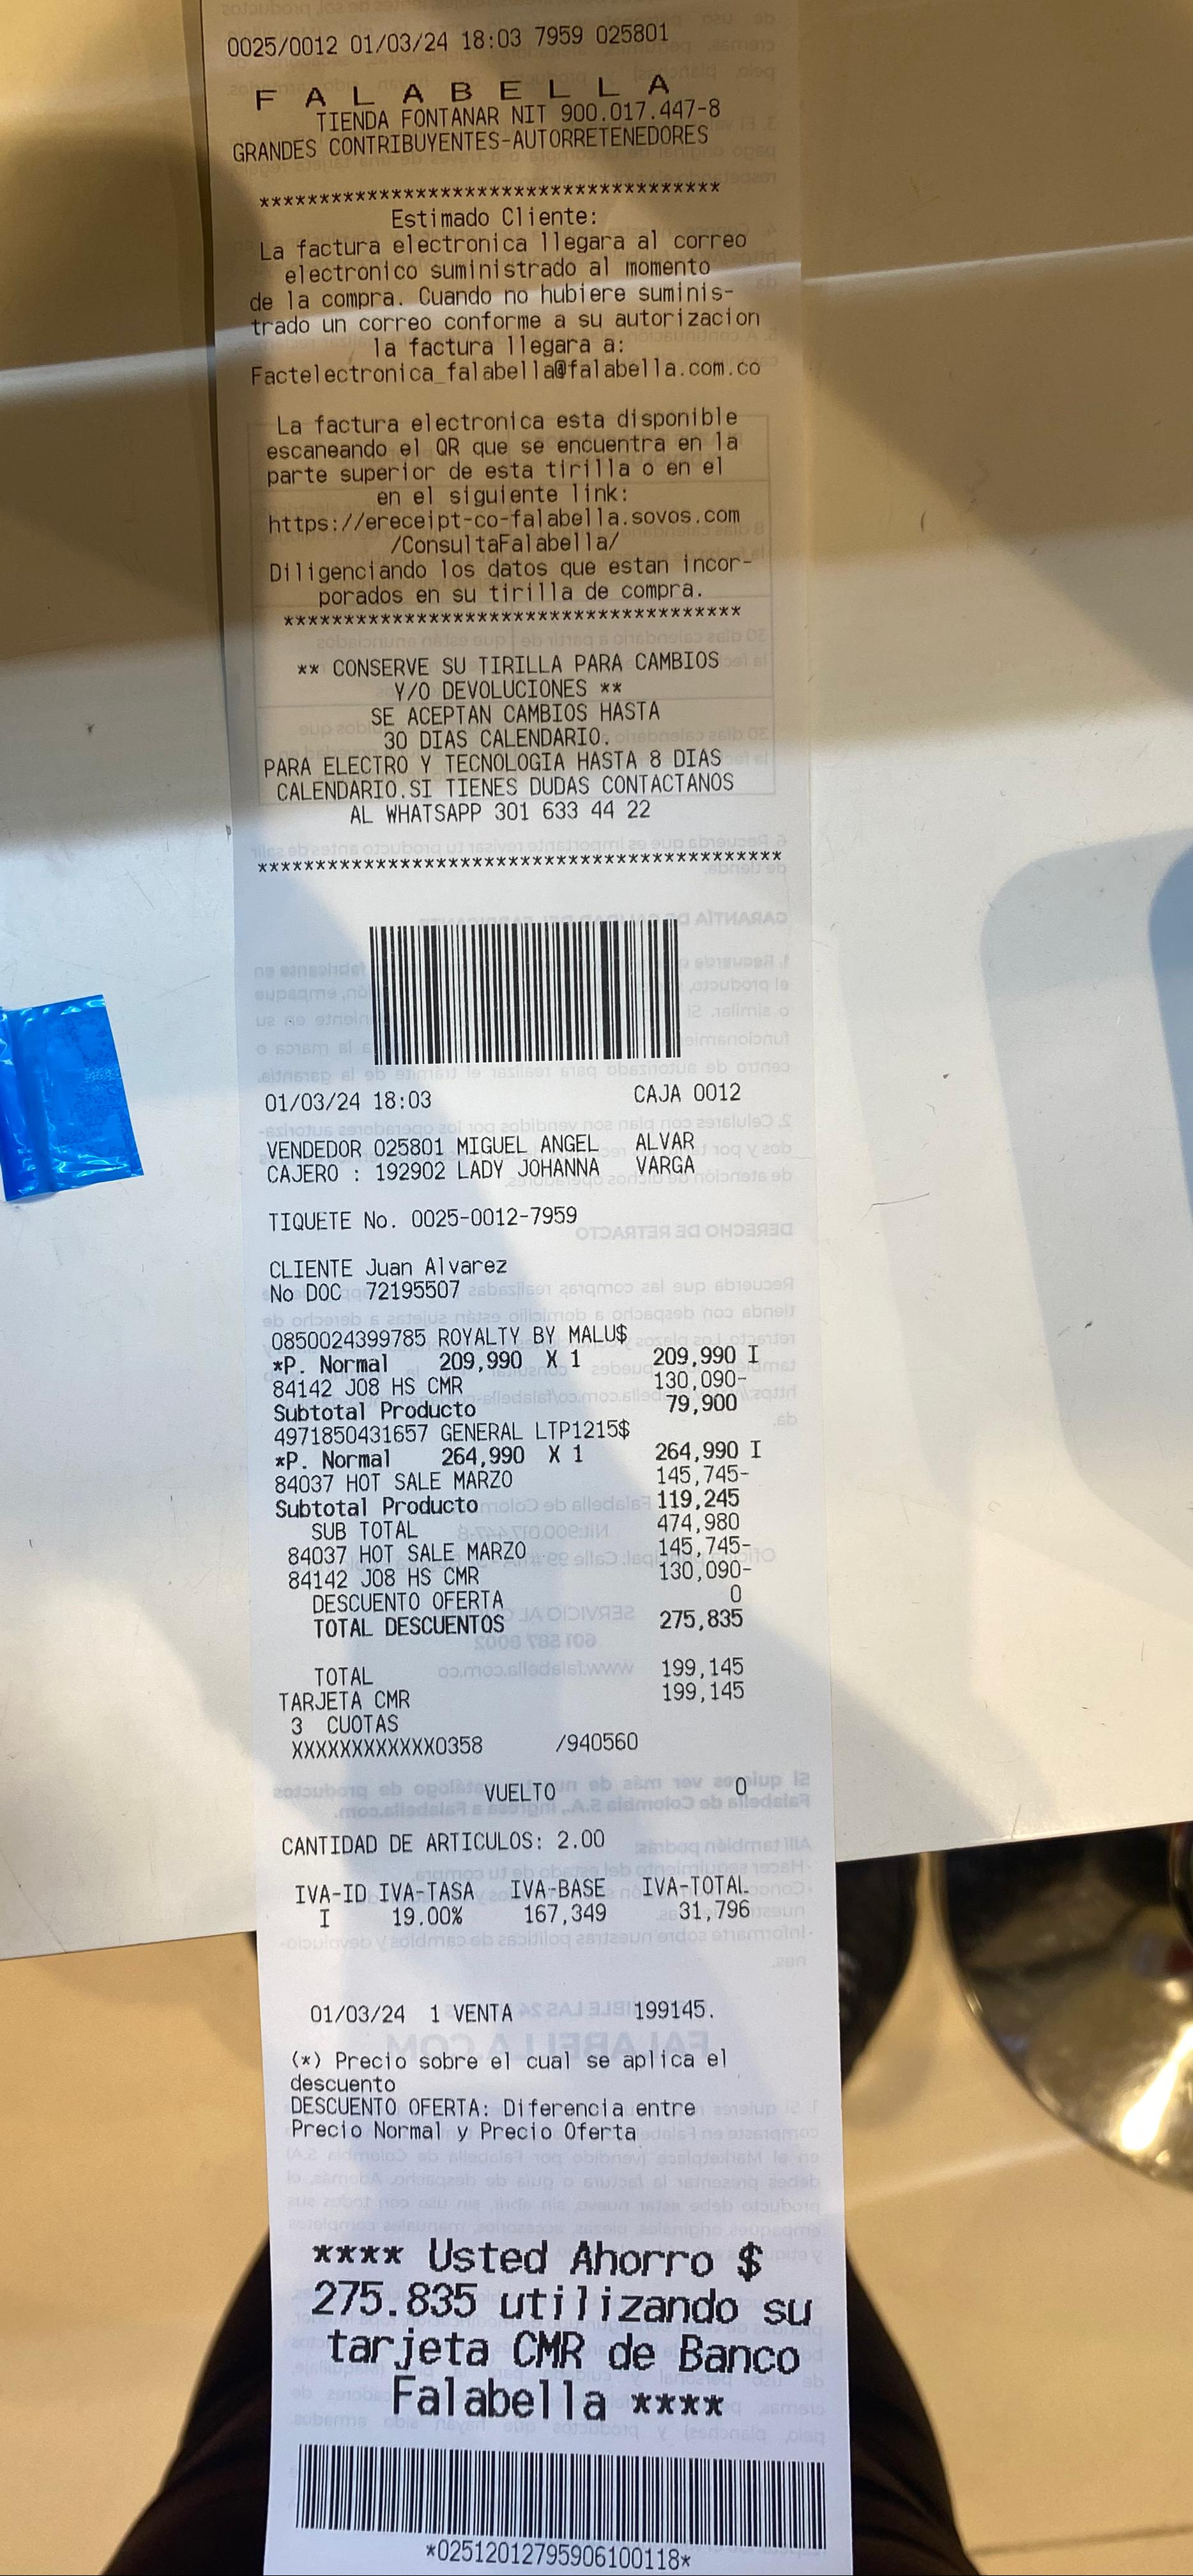 0025/0012 01/03/24 18:03 7959 025801
F A L A B E L L A
TIENDA FONTANAR NIT 900.017.447-8
GRANDES CONTRIBUYENTES-AUTORRETENEDORES
***************************************
Estimado Cliente:
La factura electronica llegara al correo
electronico suministrado al momento
de la compra. Cuando no hubiere suminis-
trado un correo conforme a su autorizacion
la factura llegara a:
Factelectronica_falabella@falabella.com.co
La factura electronica esta disponible
escaneando el QR que se encuentra en la
parte superior de esta tirilla o en el
en el siguiente link:
https://ereceipt-co-falabella.sovos.com
/ConsultaFalabella/
Diligenciando los datos que estan incor-
porados en su tirilla de compra.
***************************************
** CONSERVE SU TIRILLA PARA CAMBIOS
Y/O DEVOLUCIONES **
SE ACEPTAN CAMBIOS HASTA
30 DIAS CALENDARIO.
PARA ELECTRO Y TECNOLOGIA HASTA 8 DIAS
CALENDARIO.SI TIENES DUDAS CONTACTANOS
AL WHATSAPP 301 633 44 22
********************************************
01/03/24 18:03 CAJA 0012
VENDEDOR 025801 MIGUEL ANGEL ALVAR
CAJERO : 192902 LADY JOHANNA VARGA
TIQUETE No. 0025-0012-7959
CLIENTE Juan Alvarez
No DOC 72195507
0850024399785 ROYALTY BY MALU$
*P. Normal 209,990 X 1 209,990 I
84142 J08 HS CMR 130,090-
Subtotal Producto 79,900
4971850431657 GENERAL LTP1215$
*P. Normal 264,990 X 1 264,990 I
84037 HOT SALE MARZO 145,745-
Subtotal Producto 119,245
SUB TOTAL 474,980
84037 HOT SALE MARZO 145,745-
84142 J08 HS CMR 130,090-
DESCUENTO OFERTA 0
TOTAL DESCUENTOS 275,835
TOTAL 199,145
TARJETA CMR 199,145
3 CUOTAS
XXXXXXXXXXXX0358 /940560
VUELTO 0
CANTIDAD DE ARTICULOS: 2.00
IVA-ID IVA-TASA IVA-BASE IVA-TOTAL
I 19.00% 167,349 31,796
01/03/24 1 VENTA 199145.
(*) Precio sobre el cual se aplica el
descuento
DESCUENTO OFERTA: Diferencia entre
Precio Normal y Precio Oferta
**** Usted Ahorro $
275.835 utilizando su
tarjeta CMR de Banco
Falabella ****
*02512012795906100118*